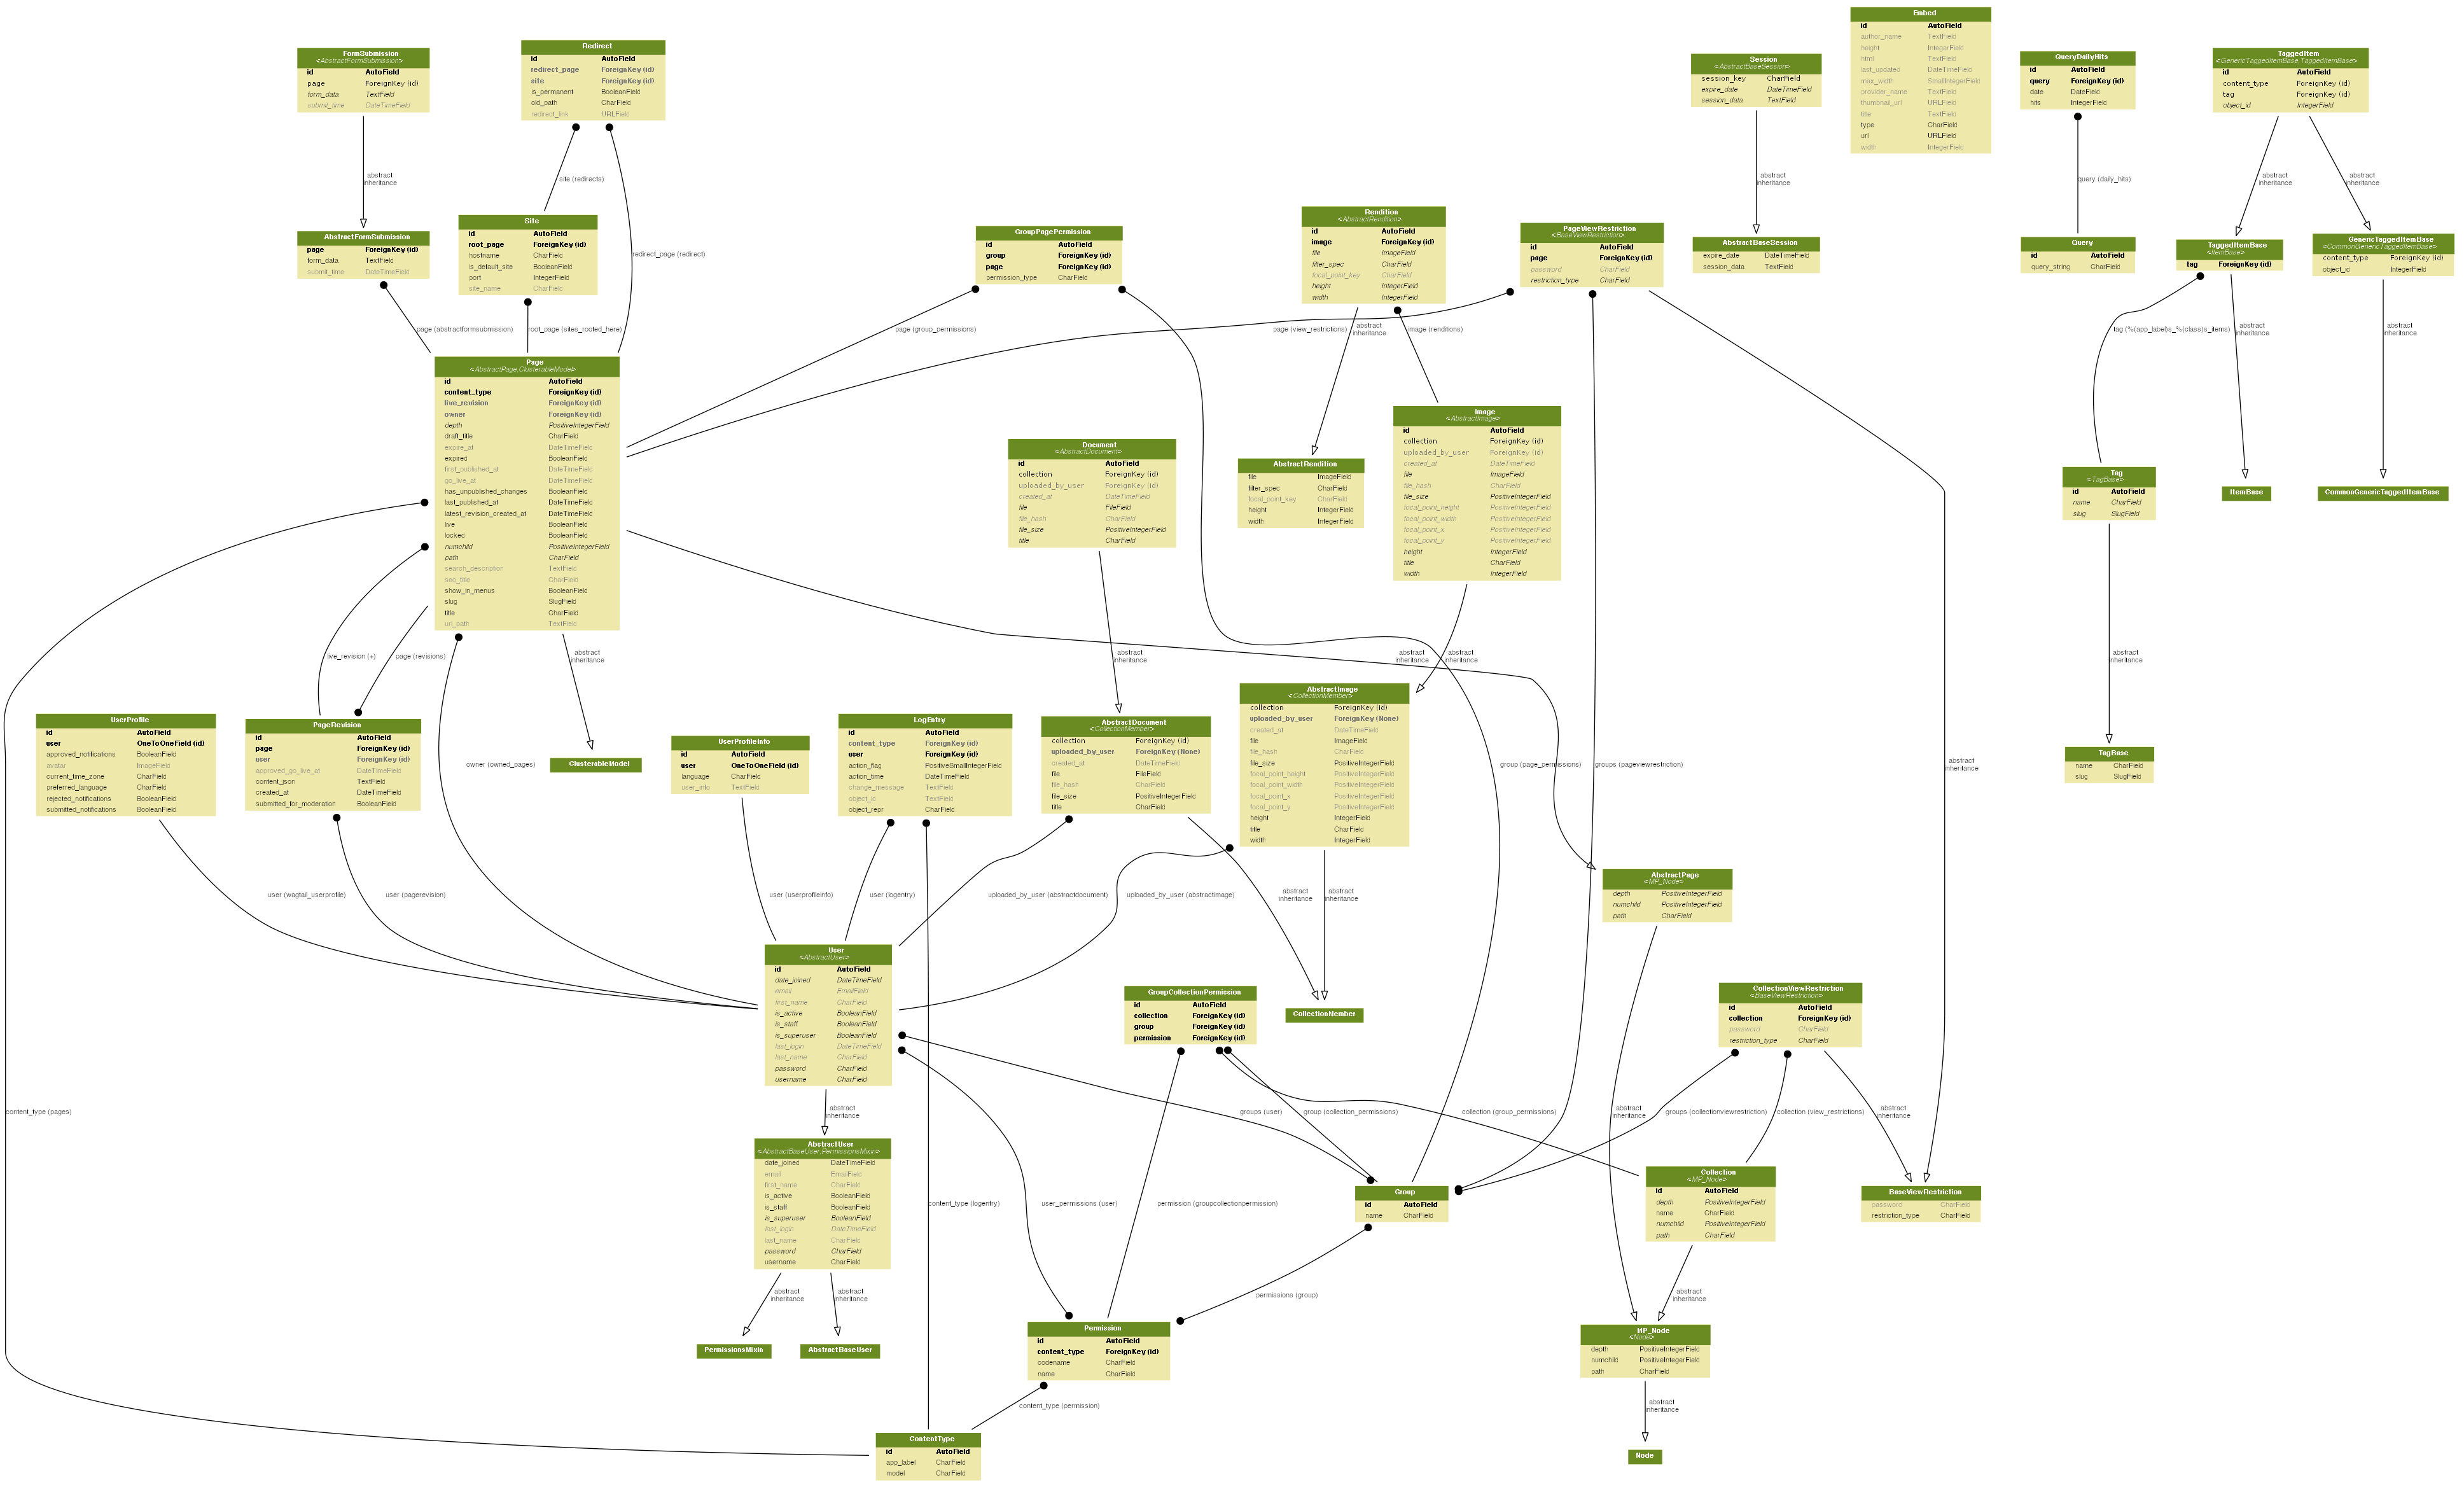 FormSubmission
<AbstractFormSubmission>
id AutoField
page ForeignKey (id)
form_data TextField
submit_time DateTimeField
Redirect
id AutoField
redirect_page ForeignKey (id)
site ForeignKey (id)
is_permanent BooleanField
old_path CharField
redirect_link URLField
Session
<AbstractBaseSession>
session_key CharField
expire_date DateTimeField
session_data TextField
Embed
id AutoField
author_name TextField
height IntegerField
html TextField
last_updated DateTimeField
max_width SmallIntegerField
provider_name TextField
thumbnail_url URLField
title TextField
type CharField
url URLField
width IntegerField
QueryDailyHits
id AutoField
query ForeignKey (id)
date DateField
hits IntegerField
TaggedItem
<GenericTaggedItemBase,TaggedItemBase>
id AutoField
content_type ForeignKey (id)
tag ForeignKey (id)
object_id IntegerField
abstract
inheritance
site (redirects)
redirect_page (redirect)
abstract
inheritance
query (daily_hits)
abstract
inheritance
abstract
inheritance
AbstractFormSubmission
page ForeignKey (id)
form_data TextField
submit_time DateTimeField
Site
id AutoField
root_page ForeignKey (id)
hostname CharField
is_default_site BooleanField
port IntegerField
site_name CharField
GroupPagePermission
id AutoField
group ForeignKey (id)
page ForeignKey (id)
permission_type CharField
Rendition
<AbstractRendition>
id AutoField
image ForeignKey (id)
file ImageField
filter_spec CharField
focal_point_key CharField
height IntegerField
width IntegerField
PageViewRestriction
<BaseViewRestriction>
id AutoField
page ForeignKey (id)
password CharField
restriction_type CharField
AbstractBaseSession
expire_date DateTimeField
session_data TextField
Query
id AutoField
query_string CharField
TaggedItemBase
<ItemBase>
tag ForeignKey (id)
GenericTaggedItemBase
<CommonGenericTaggedItemBase>
content_type ForeignKey (id)
object_id IntegerField
page (abstractformsubmission)
root_page (sites_rooted_here)
page (group_permissions)
page (view_restrictions)
abstract
inheritance
image (renditions)
tag (%(app_label)s_%(class)s_items)
abstract
inheritance
abstract
inheritance
Page
<AbstractPage,ClusterableModel>
id AutoField
content_type ForeignKey (id)
live_revision ForeignKey (id)
owner ForeignKey (id)
depth PositiveIntegerField
draft_title CharField
expire_at DateTimeField
expired BooleanField
first_published_at DateTimeField
go_live_at DateTimeField
has_unpublished_changes BooleanField
last_published_at DateTimeField
latest_revision_created_at DateTimeField
live BooleanField
locked BooleanField
numchild PositiveIntegerField
path CharField
search_description TextField
seo_title CharField
show_in_menus BooleanField
slug SlugField
title CharField
url_path TextField
Document
<AbstractDocument>
id AutoField
collection ForeignKey (id)
uploaded_by_user ForeignKey (id)
created_at DateTimeField
file FileField
file_hash CharField
file_size PositiveIntegerField
title CharField
AbstractRendition
file ImageField
filter_spec CharField
focal_point_key CharField
height IntegerField
width IntegerField
Image
<AbstractImage>
id AutoField
collection ForeignKey (id)
uploaded_by_user ForeignKey (id)
created_at DateTimeField
file ImageField
file_hash CharField
file_size PositiveIntegerField
focal_point_height PositiveIntegerField
focal_point_width PositiveIntegerField
focal_point_x PositiveIntegerField
focal_point_y PositiveIntegerField
height IntegerField
title CharField
width IntegerField
Tag
<TagBase>
id AutoField
name CharField
slug SlugField
ItemBase
CommonGenericTaggedItemBase
live_revision (+)
page (revisions)
abstract
inheritance
abstract
inheritance
abstract
inheritance
abstract
inheritance
abstract
inheritance
UserProfile
id AutoField
user OneToOneField (id)
approved_notifications BooleanField
avatar ImageField
current_time_zone CharField
preferred_language CharField
rejected_notifications BooleanField
submitted_notifications BooleanField
PageRevision
id AutoField
page ForeignKey (id)
user ForeignKey (id)
approved_go_live_at DateTimeField
content_json TextField
created_at DateTimeField
submitted_for_moderation BooleanField
owner (owned_pages)
ClusterableModel
UserProfileInfo
id AutoField
user OneToOneField (id)
language CharField
user_info TextField
LogEntry
id AutoField
content_type ForeignKey (id)
user ForeignKey (id)
action_flag PositiveSmallIntegerField
action_time DateTimeField
change_message TextField
object_id TextField
object_repr CharField
AbstractDocument
<CollectionMember>
collection ForeignKey (id)
uploaded_by_user ForeignKey (None)
created_at DateTimeField
file FileField
file_hash CharField
file_size PositiveIntegerField
title CharField
AbstractImage
<CollectionMember>
collection ForeignKey (id)
uploaded_by_user ForeignKey (None)
created_at DateTimeField
file ImageField
file_hash CharField
file_size PositiveIntegerField
focal_point_height PositiveIntegerField
focal_point_width PositiveIntegerField
focal_point_x PositiveIntegerField
focal_point_y PositiveIntegerField
height IntegerField
title CharField
width IntegerField
group (page_permissions)
groups (pageviewrestriction)
abstract
inheritance
TagBase
name CharField
slug SlugField
user (wagtail_userprofile)
user (pagerevision)
user (userprofileinfo)
user (logentry)
uploaded_by_user (abstractdocument)
uploaded_by_user (abstractimage)
abstract
inheritance
abstract
inheritance
AbstractPage
<MP_Node>
depth PositiveIntegerField
numchild PositiveIntegerField
path CharField
User
<AbstractUser>
id AutoField
date_joined DateTimeField
email EmailField
first_name CharField
is_active BooleanField
is_staff BooleanField
is_superuser BooleanField
last_login DateTimeField
last_name CharField
password CharField
username CharField
GroupCollectionPermission
id AutoField
collection ForeignKey (id)
group ForeignKey (id)
permission ForeignKey (id)
CollectionMember
CollectionViewRestriction
<BaseViewRestriction>
id AutoField
collection ForeignKey (id)
password CharField
restriction_type CharField
content_type (pages)
abstract
inheritance
groups (user)
group (collection_permissions)
collection (group_permissions)
abstract
inheritance
groups (collectionviewrestriction)
collection (view_restrictions)
abstract
inheritance
AbstractUser
<AbstractBaseUser,PermissionsMixin>
date_joined DateTimeField
email EmailField
first_name CharField
is_active BooleanField
is_staff BooleanField
is_superuser BooleanField
last_login DateTimeField
last_name CharField
password CharField
username CharField
content_type (logentry)
user_permissions (user)
permission (groupcollectionpermission)
Group
id AutoField
name CharField
Collection
<MP_Node>
id AutoField
depth PositiveIntegerField
name CharField
numchild PositiveIntegerField
path CharField
BaseViewRestriction
password CharField
restriction_type CharField
abstract
inheritance
abstract
inheritance
permissions (group)
abstract
inheritance
PermissionsMixin
AbstractBaseUser
Permission
id AutoField
content_type ForeignKey (id)
codename CharField
name CharField
MP_Node
<Node>
depth PositiveIntegerField
numchild PositiveIntegerField
path CharField
content_type (permission)
abstract
inheritance
ContentType
id AutoField
app_label CharField
model CharField
Node